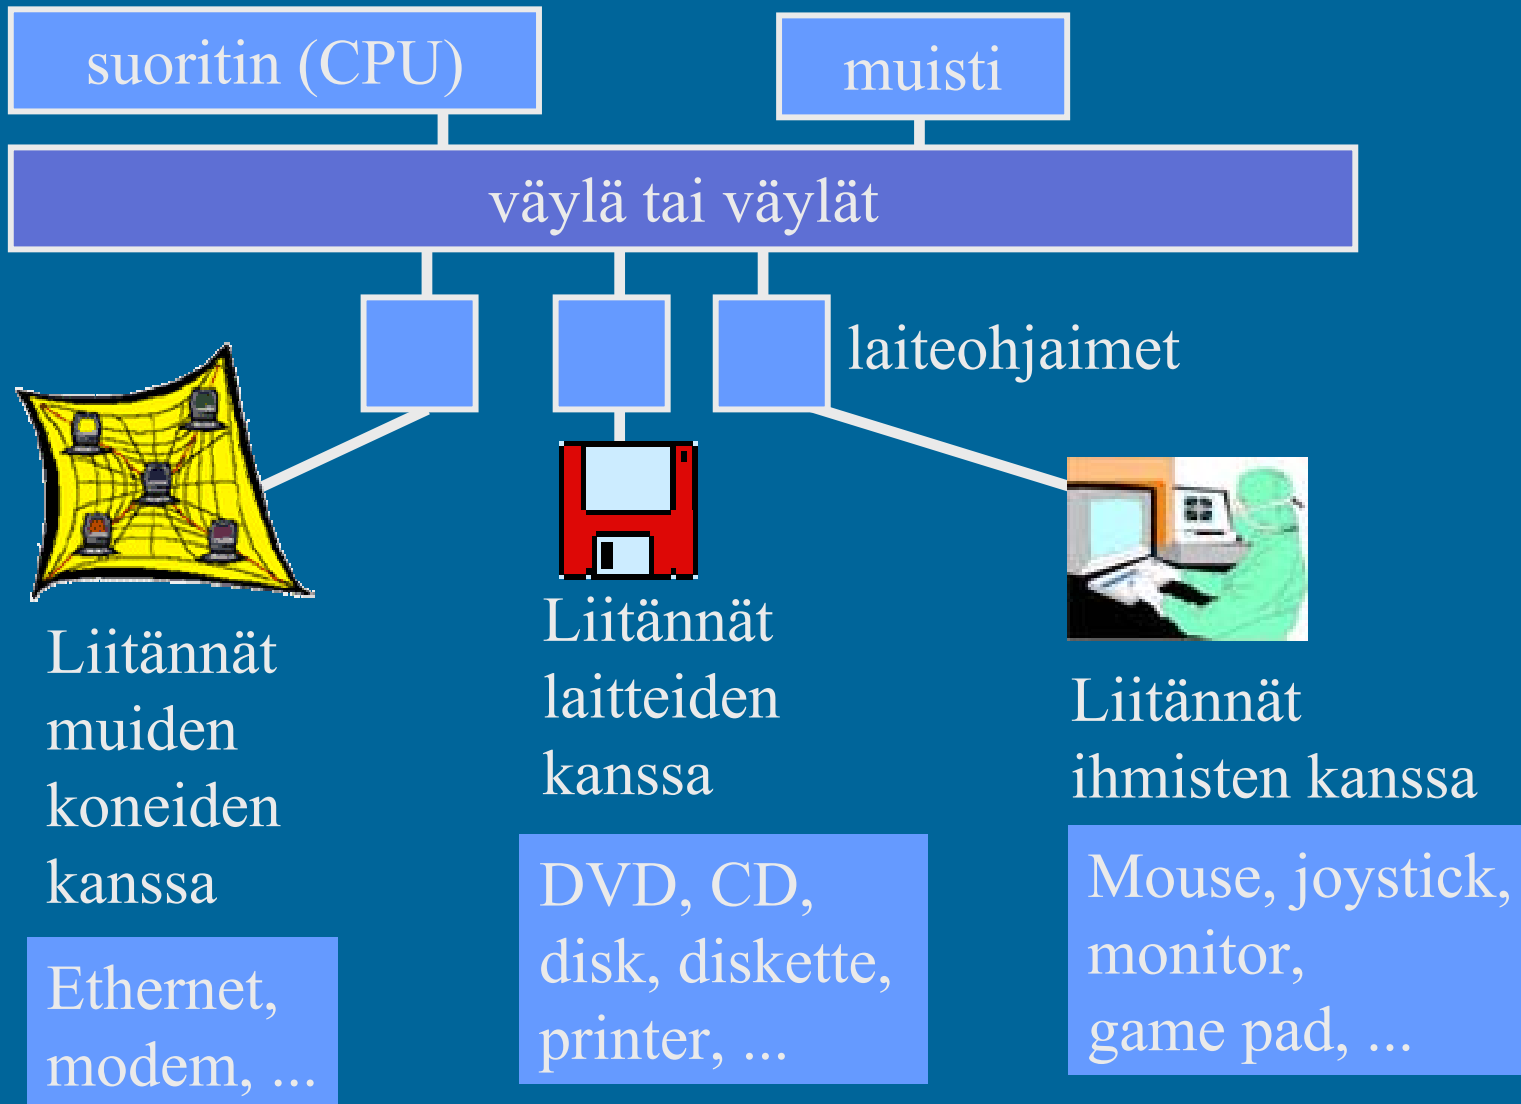 suoritin (CPU)
muisti
väylä tai väylät
laiteohjaimet
Liitännät
muiden
koneiden
kanssa
Ethernet,
modem, ...
Liitännät
laitteiden
kanssa
DVD, CD,
disk, diskette,
printer, ...
Liitännät
ihmisten kanssa
Mouse, joystick,
monitor,
game pad, ...